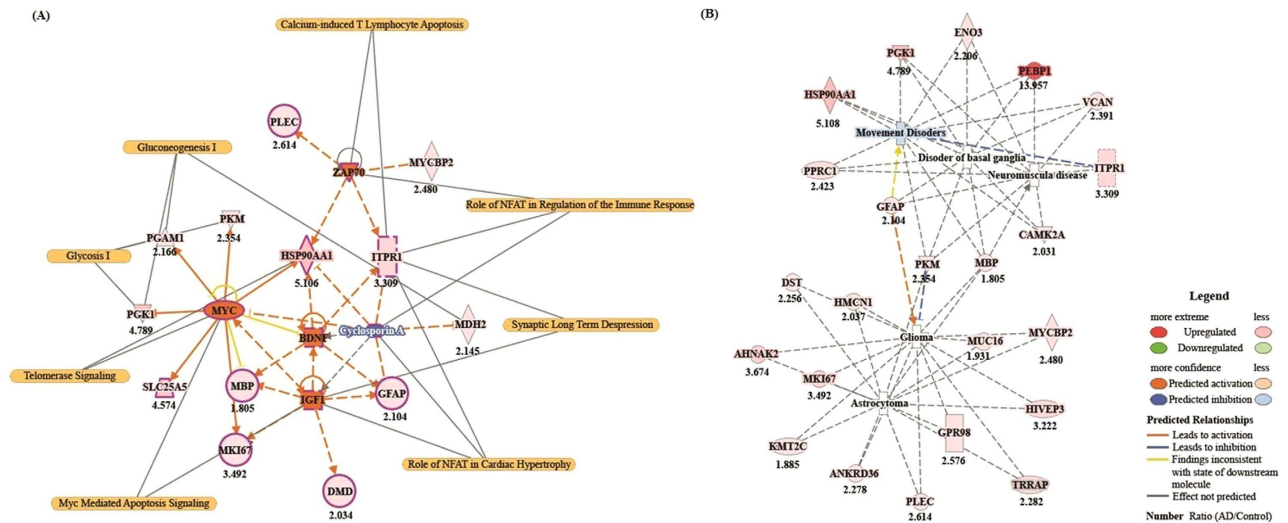 (A)
Calcium-induced T Lymphocyte Apoptosis
PLEC
2.614
Gluconeogenesis I
ZAP70
MYCBP2
2.480
Role of NFAT in Regulation of the Immune Response
PKM
2.354
PGAM1
2.166
Glycosis I
HSP90AA1
5.106
ITPR1
3.309
MYC
PGK1
4.789
Cyclosporin A
BDNF
MDH2
2.145
Synaptic Long Term Despression
Telomerase Signaling
SLC25A5
4.574
MBP
1.805
IGF1
GFAP
2.104
MKI67
3.492
Role of NFAT in Cardiac Hypertrophy
DMD
2.034
Myc Mediated Apoptosis Signaling
(B)
ENO3
2.206
PGK1
4.789
PEBP1
13.957
HSP90AA1
5.108
VCAN
2.391
Movement Disoders
Disoder of basal ganglia
PPRC1
2.423
Neuromuscula disease
ITPR1
3.309
GFAP
2.104
CAMK2A
2.031
PKM
2.354
MBP
1.805
DST
2.256
HMCN1
2.037
Glioma
MUC16
1.931
MYCBP2
2.480
AHNAK2
3.674
MKI67
3.492
Astrocytoma
HIVEP3
3.222
GPR98
2.576
KMT2C
1.885
ANKRD36
2.278
PLEC
2.614
TRRAP
2.282
Legend
more extreme less
Upregulated
Downregulated
more confidence less
Predicted activation
Predicted inhibition
Predicted Relationships
Leads to activation
Leads to inhibition
Findings inconsistent
with state of downstream
molecule
Effect not predicted
Number Ratio (AD/Control)